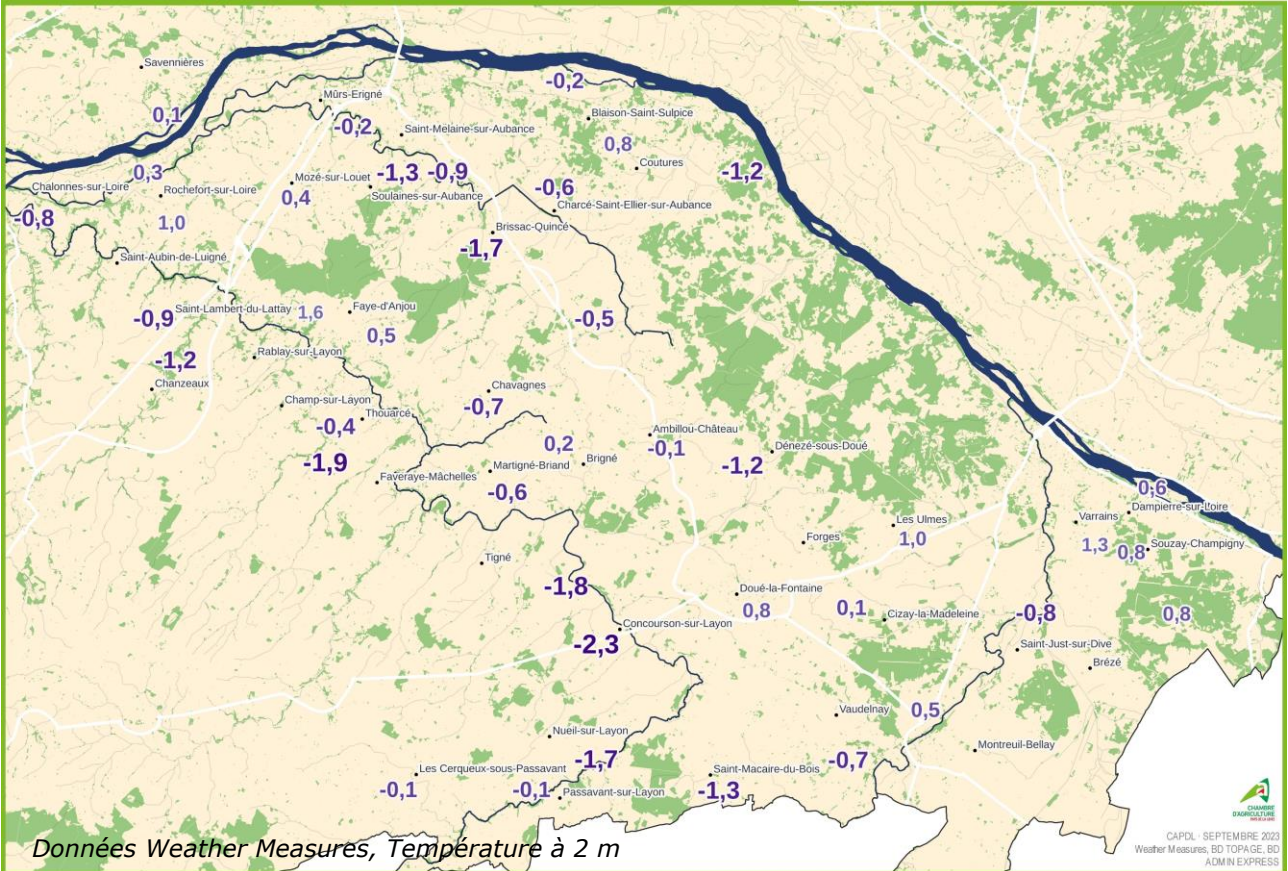 Savennières
0,1
Mûrs-Erigné
-0,2
Saint-Melaine-sur-Aubance
-0,2
Blaison-Saint-Sulpice
0,8
Coutures
-1,2
0,3
Chalonnes-sur-Loire
Rochefort-sur-Loire
Mozé-sur-Louet
0,4
-1,3
-0,9
Soulaines-sur-Aubance
-0,6
Charcé-Saint-Ellier-sur-Aubance
-0,8
1,0
Brissac-Quincé
-1,7
Saint-Aubin-de-Luigné
-0,9
Saint-Lambert-du-Lattay
1,6
Faye-d'Anjou
0,5
-0,5
-1,2
Rablay-sur-Layon
Chanzeaux
Champ-sur-Layon
Thouarcé
-0,4
Chavagnes
-0,7
-1,9
0,2
Ambillou-Château
-0,1
Dénezé-sous-Doué
-1,2
Faveraye-Mâchelles
Martigné-Briand
-0,6
Brigné
0,6
Dampierre-sur-Loire
Varrains
1,3
0,8
Souzay-Champigny
Les Ulmes
1,0
Forges
Tigné
-1,8
Doué-la-Fontaine
0,8
0,1
Cizay-la-Madeleine
-0,8
0,8
Concourson-sur-Layon
-2,3
Saint-Just-sur-Dive
Brézé
Vaudelnay
0,5
Nueil-sur-Layon
-1,7
Montreuil-Bellay
-0,7
Les Cerqueux-sous-Passavant
-0,1
-0,1
Passavant-sur-Layon
Saint-Macaire-du-Bois
-1,3
Données Weather Measures, Température à 2 m
CHAMBRE
D'AGRICULTURE
PAYS DE LA LOIRE
CAPDL - SEPTEMBRE 2023
Weather Measures, BD TOPAGE, BD
ADMIN EXPRESS